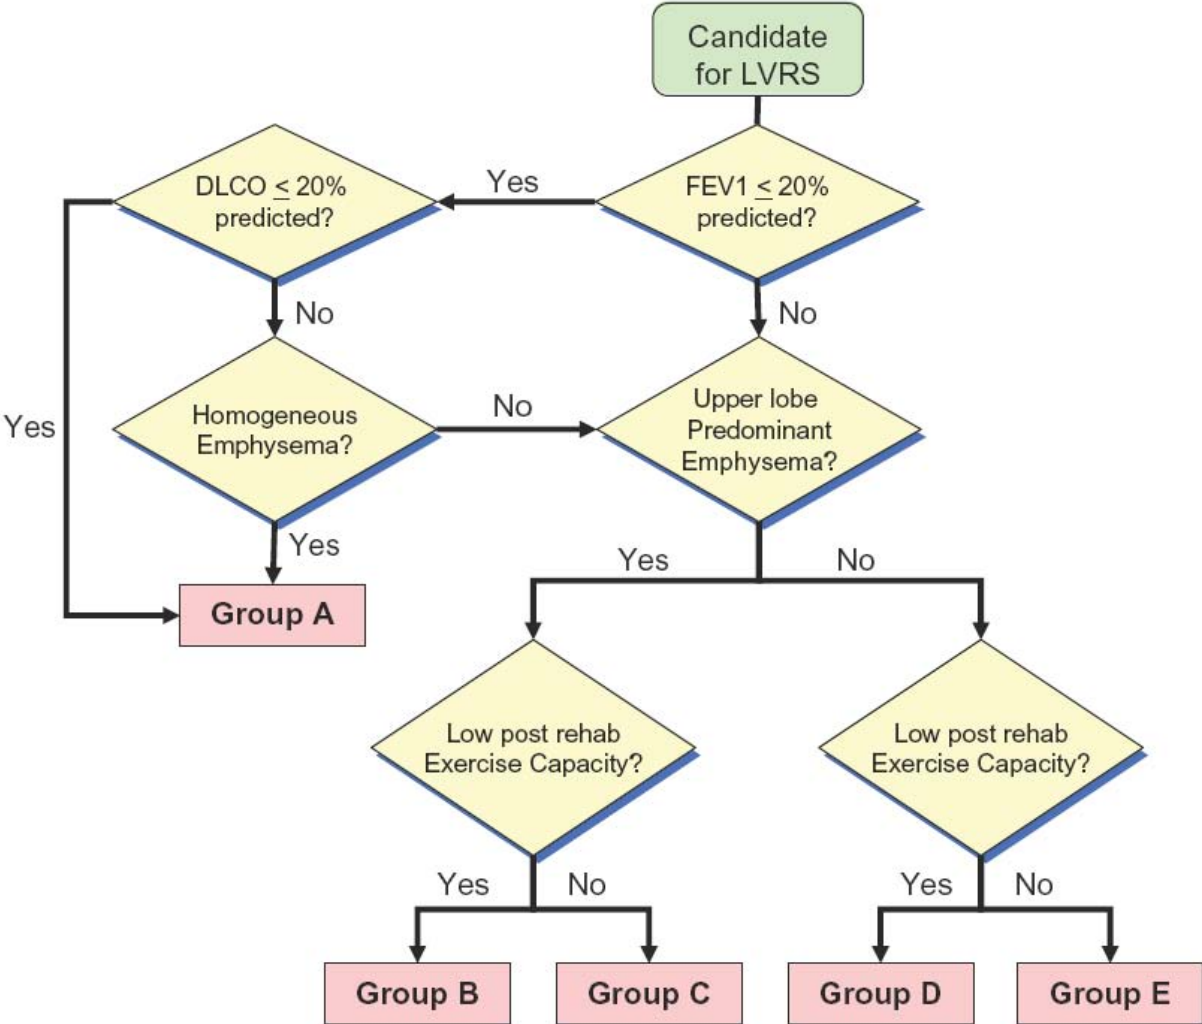 Candidate
for LVRS
DLCO ≤ 20%
predicted?
Yes
FEV1 ≤ 20%
predicted?
No
No
Yes
Homogeneous
Emphysema?
No
Upper lobe
Predominant
Emphysema?
Yes
Group A
Yes
No
Low post rehab
Exercise Capacity?
Low post rehab
Exercise Capacity?
Yes
No
Yes
No
Group B
Group C
Group D
Group E